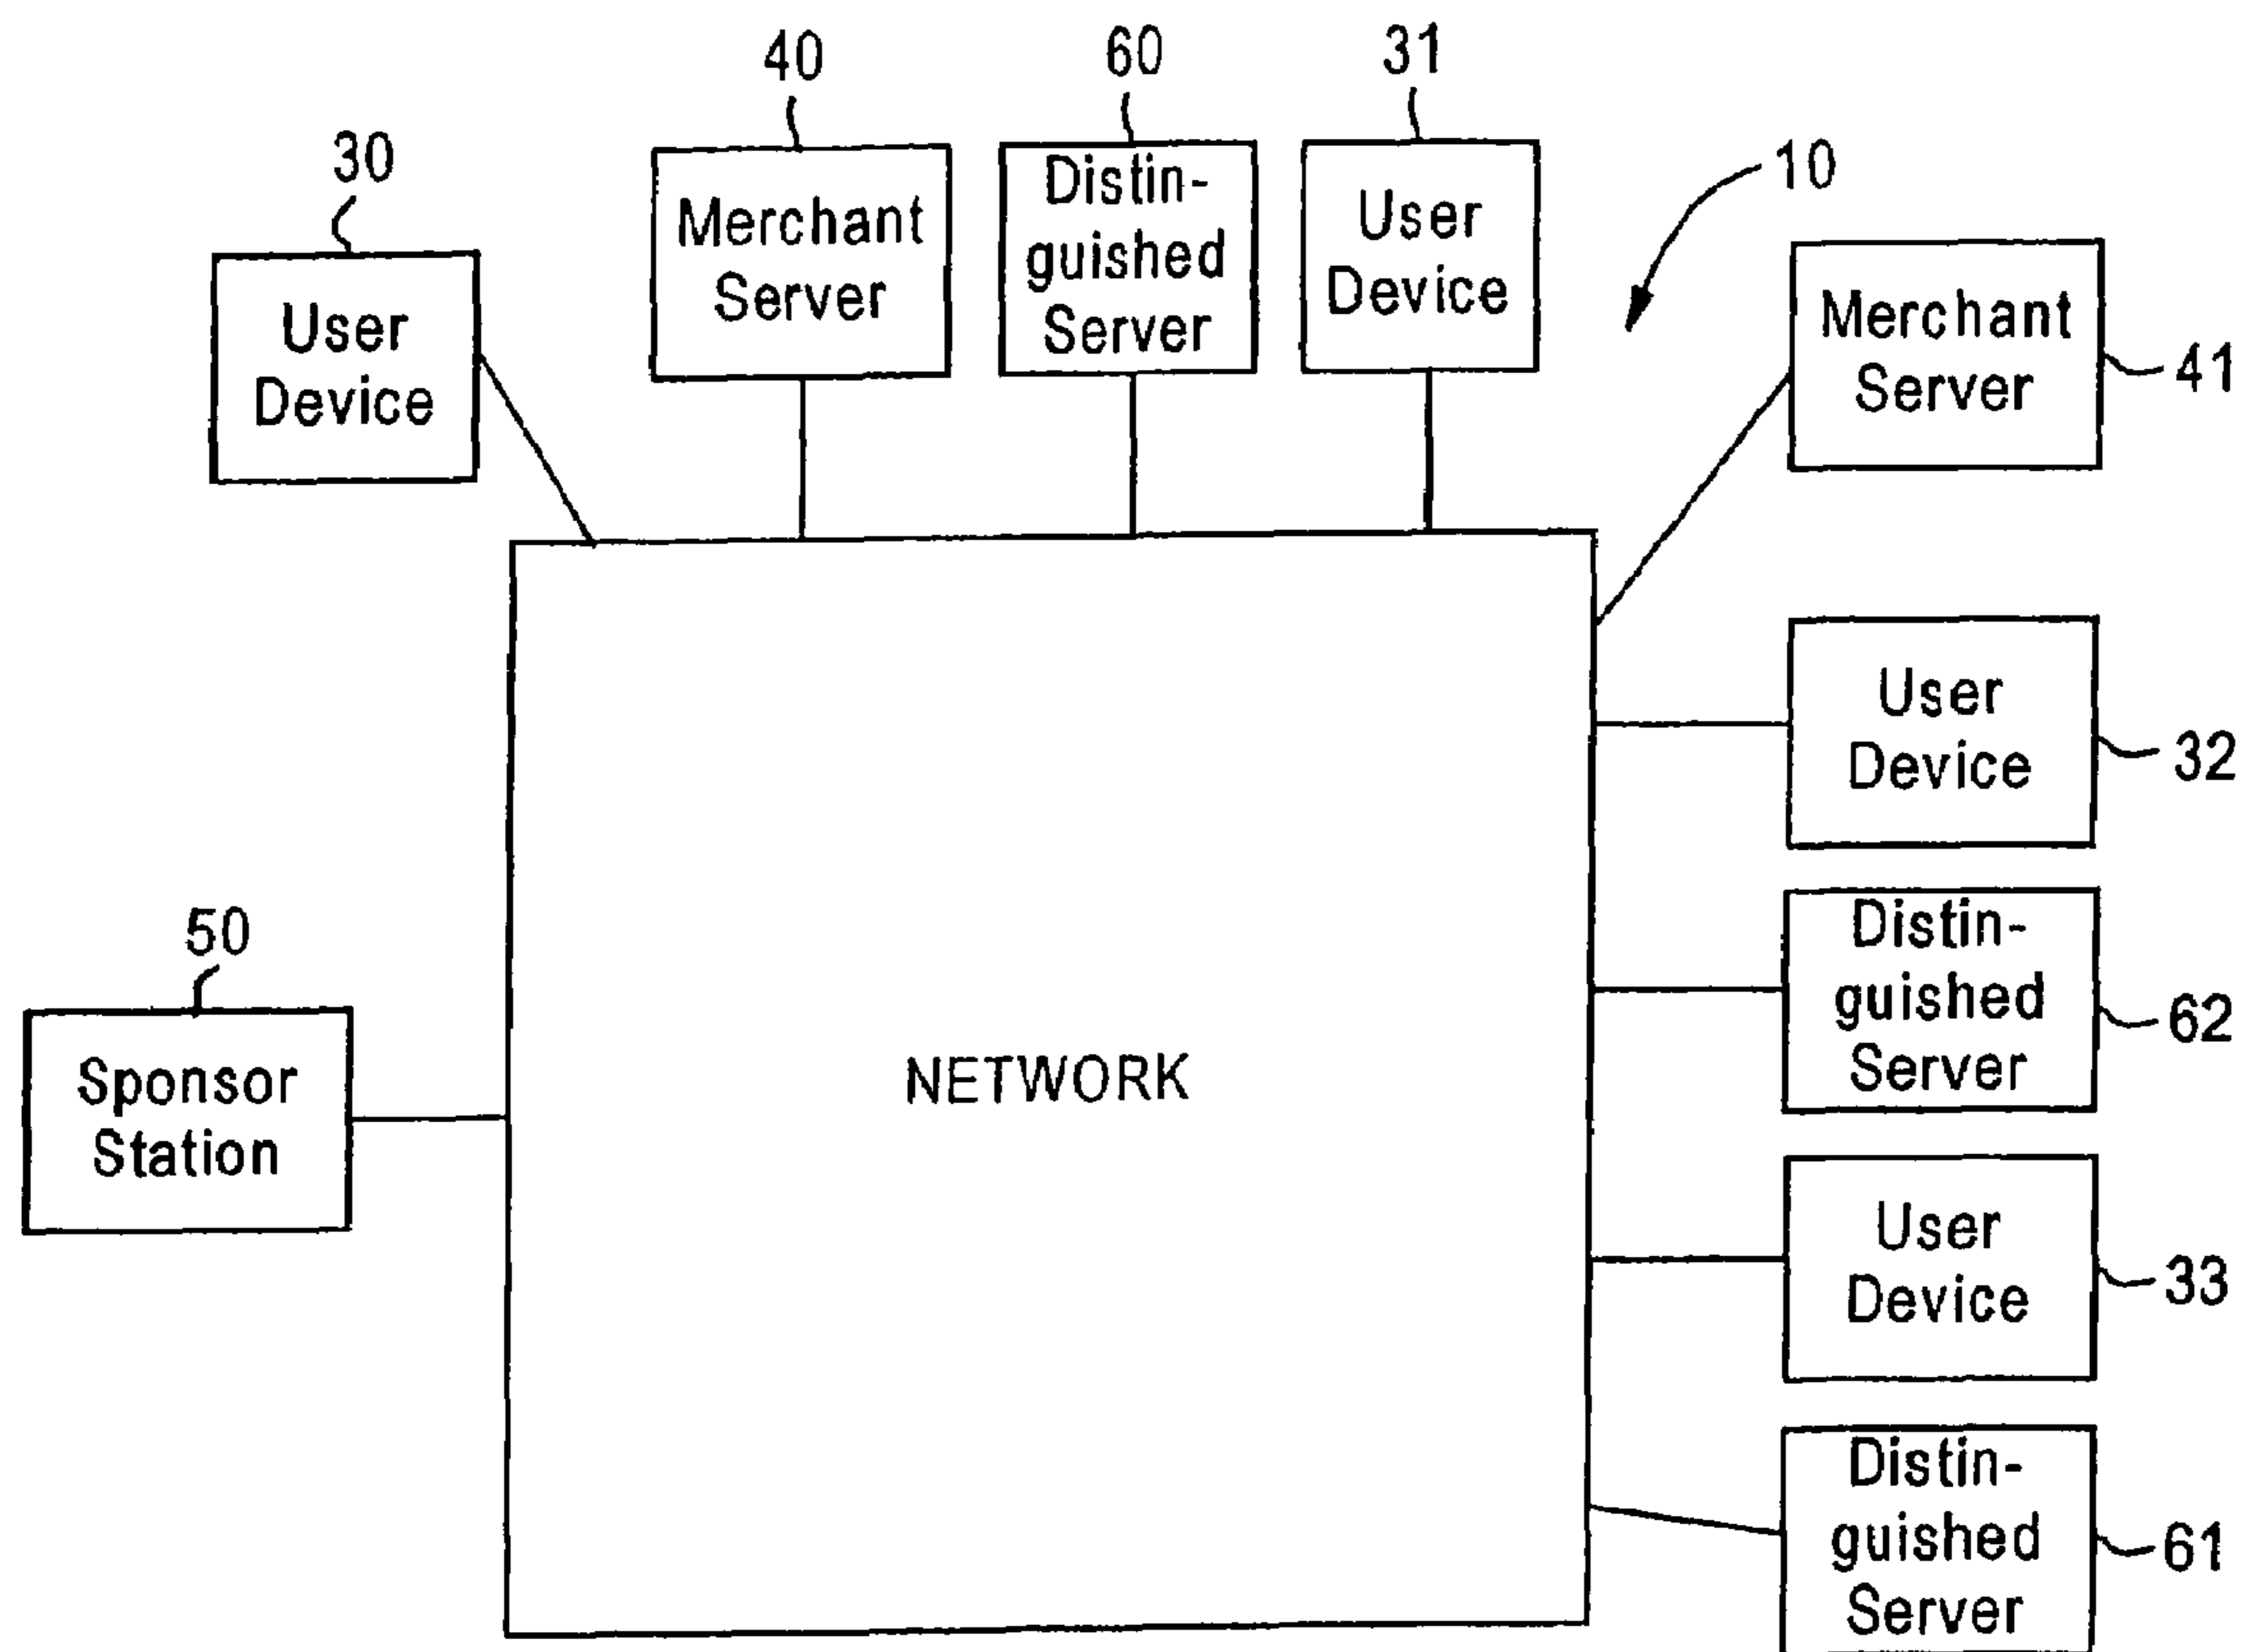 40
60
31
30
10
Merchant
Server
Distin-
guished
Server
User
Device
User
Device
Merchant
Server
41
User
Device
32
50
Distin-
guished
Server
62
Sponsor
Station
NETWORK
User
Device
33
Distin-
guished
Server
61